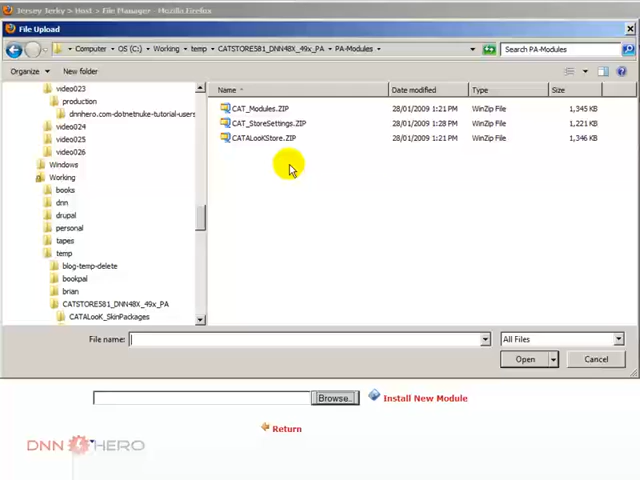 Jersey Jerky > Host > File Manager - Mozilla Firefox
File Upload
Computer ▸ OS (C:) ▸ Working ▸ temp ▸ CATSTORE581_DNN48X_49x_PA ▸ PA-Modules
Search PA-Modules
Organize
New folder
Name
Date modified
Type
Size
video023
production
dnnhero.com-dotnetnuke-tutorial-users
video024
video025
video026
Windows
Working
books
dnn
drupal
personal
tapes
temp
blog-temp-delete
bookpal
brian
CATSTORE581_DNN48X_49x_PA
CATALooK_SkinPackages
CAT_Modules.ZIP 28/01/2009 1:21 PM WinZip File 1,345 KB
CAT_StoreSettings.ZIP 28/01/2009 1:28 PM WinZip File 1,221 KB
CATALooKStore.ZIP 28/01/2009 1:21 PM WinZip File 1,346 KB
File name:
All Files
Open
Cancel
Browse..
Install New Module
Return
DNN HERO